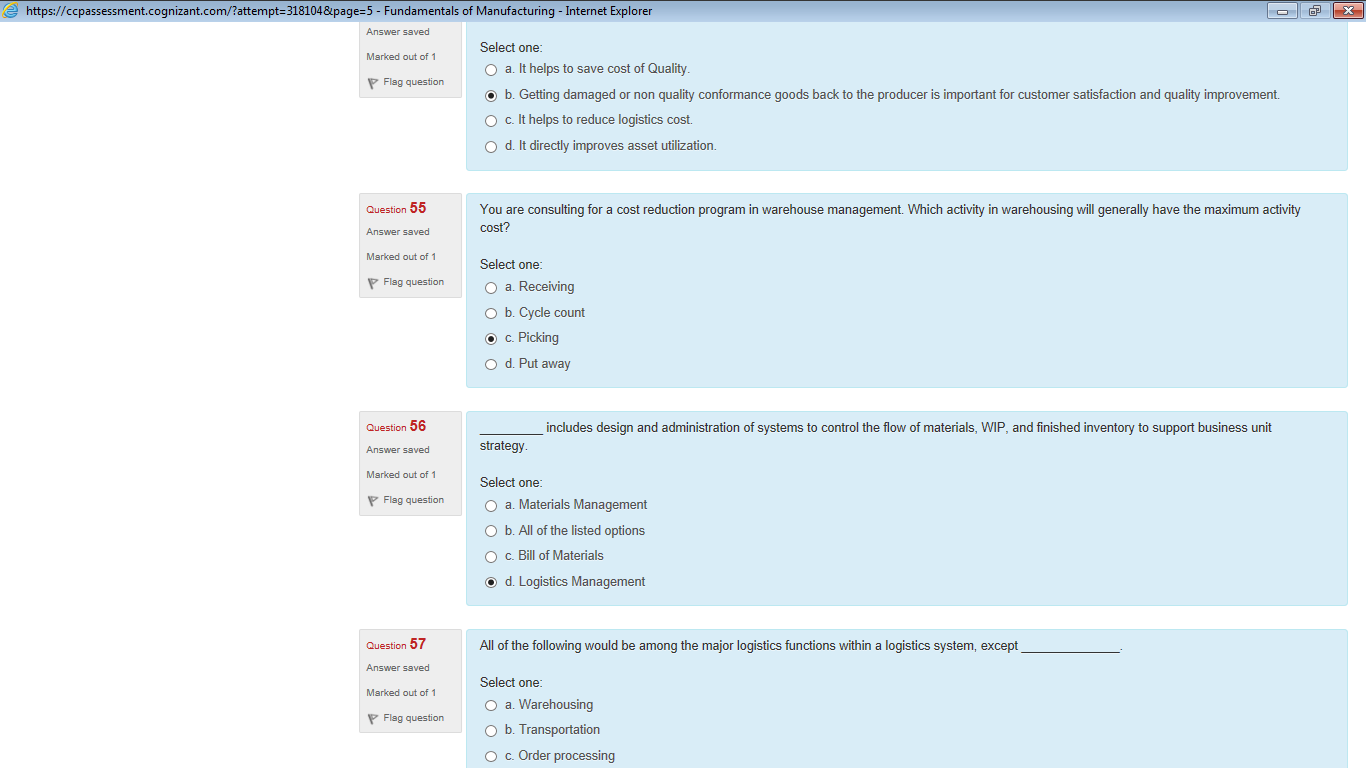 https://ccpassessment.cognizant.com/?attempt=318104&page=5 - Fundamentals of Manufacturing - Internet Explorer
Answer saved
Marked out of 1
Flag question
Select one:
a. It helps to save cost of Quality.
b. Getting damaged or non quality conformance goods back to the producer is important for customer satisfaction and quality improvement.
c. It helps to reduce logistics cost.
d. It directly improves asset utilization.
Question 55
Answer saved
Marked out of 1
Flag question
You are consulting for a cost reduction program in warehouse management. Which activity in warehousing will generally have the maximum activity
cost?
Select one:
a. Receiving
b. Cycle count
c. Picking
d. Put away
Question 56
Answer saved
Marked out of 1
Flag question
_________ includes design and administration of systems to control the flow of materials, WIP, and finished inventory to support business unit
strategy.
Select one:
a. Materials Management
b. All of the listed options
c. Bill of Materials
d. Logistics Management
Question 57
Answer saved
Marked out of 1
Flag question
All of the following would be among the major logistics functions within a logistics system, except ______________.
Select one:
a. Warehousing
b. Transportation
c. Order processing